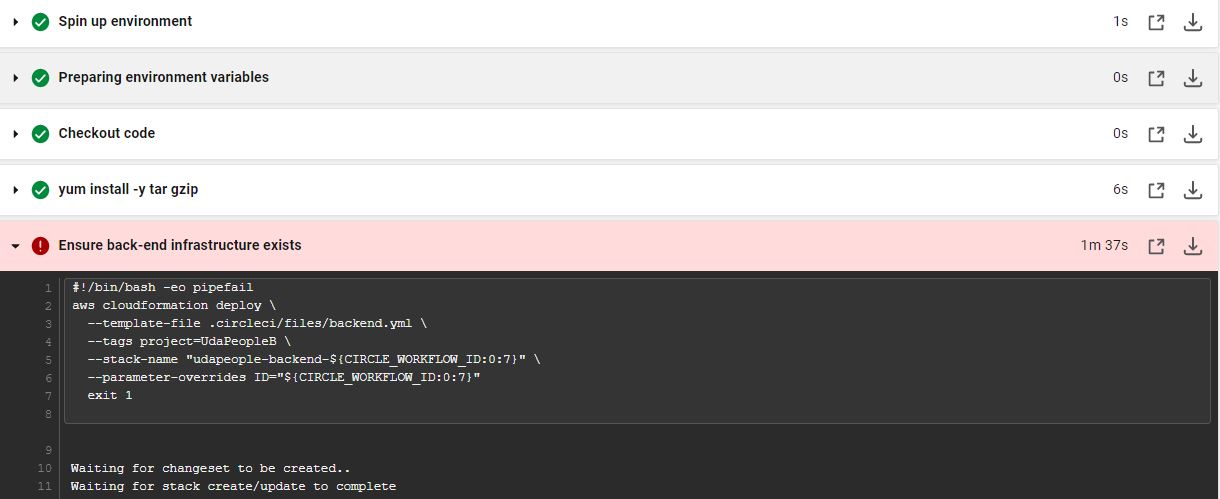 Spin up environment 1s
Preparing environment variables 0s
Checkout code 0s
yum install -y tar gzip 6s
Ensure back-end infrastructure exists 1m 37s
1 #!/bin/bash -eo pipefail
2 aws cloudformation deploy \
3 --template-file .circleci/files/backend.yml \
4 --tags project=UdaPeopleB \
5 --stack-name "udapeople-backend-${CIRCLE_WORKFLOW_ID:0:7}" \
6 --parameter-overrides ID="${CIRCLE_WORKFLOW_ID:0:7}"
7 exit 1
8
9
10 Waiting for changeset to be created..
11 Waiting for stack create/update to complete